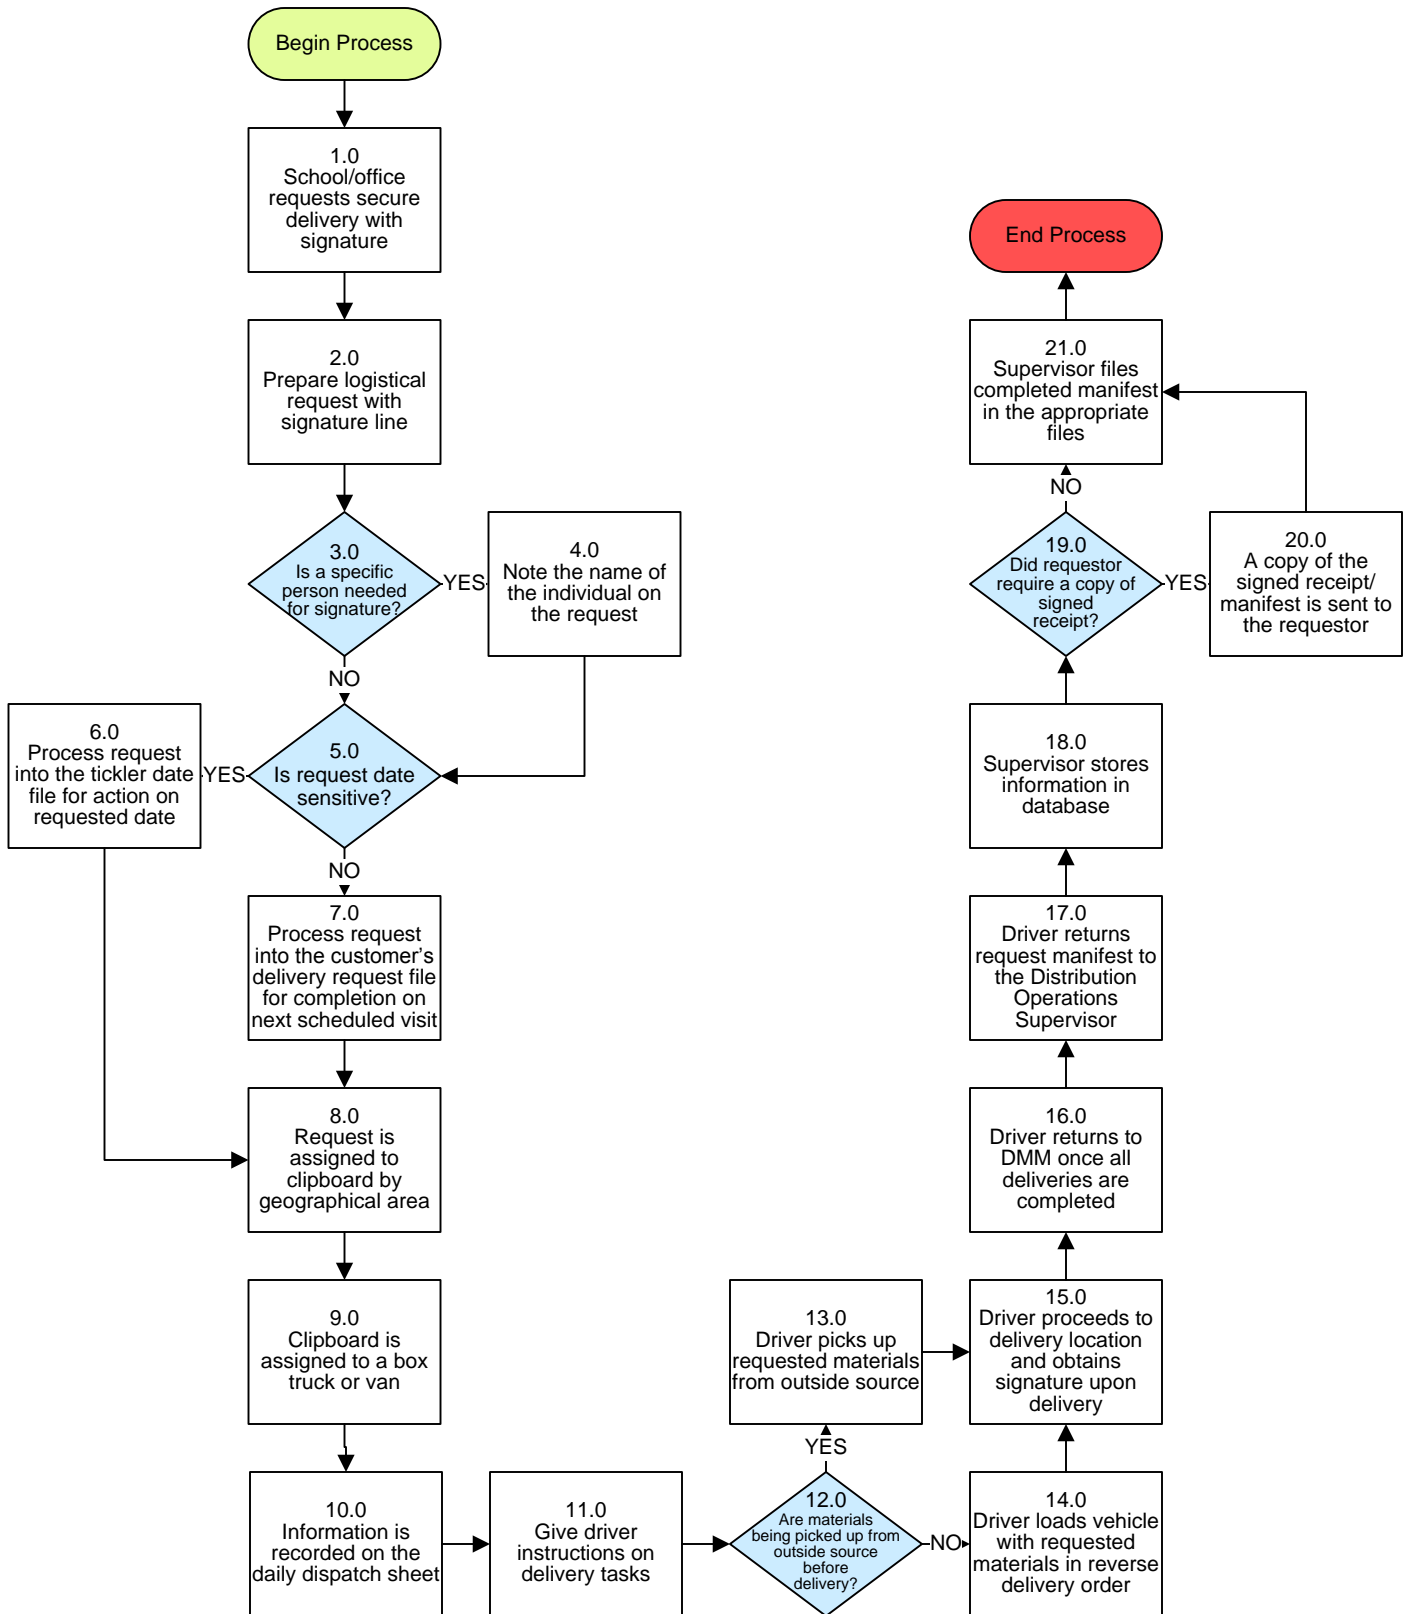 Begin Process
1.0
School/office
requests secure
delivery with
signature
2.0
Prepare logistical
request with
signature line
3.0
Is a specific
person needed
for signature?
YES
4.0
Note the name of
the individual on
the request
NO
5.0
Is request date
sensitive?
YES
6.0
Process request
into the tickler date
file for action on
requested date
NO
7.0
Process request
into the customer’s
delivery request file
for completion on
next scheduled visit
8.0
Request is
assigned to
clipboard by
geographical area
9.0
Clipboard is
assigned to a box
truck or van
10.0
Information is
recorded on the
daily dispatch sheet
11.0
Give driver
instructions on
delivery tasks
12.0
Are materials
being picked up from
outside source
before
delivery?
YES
13.0
Driver picks up
requested materials
from outside source
NO
14.0
Driver loads vehicle
with requested
materials in reverse
delivery order
15.0
Driver proceeds to
delivery location
and obtains
signature upon
delivery
16.0
Driver returns to
DMM once all
deliveries are
completed
17.0
Driver returns
request manifest to
the Distribution
Operations
Supervisor
18.0
Supervisor stores
information in
database
19.0
Did requestor
require a copy of
signed
receipt?
YES
20.0
A copy of the
signed receipt/
manifest is sent to
the requestor
NO
21.0
Supervisor files
completed manifest
in the appropriate
files
End Process